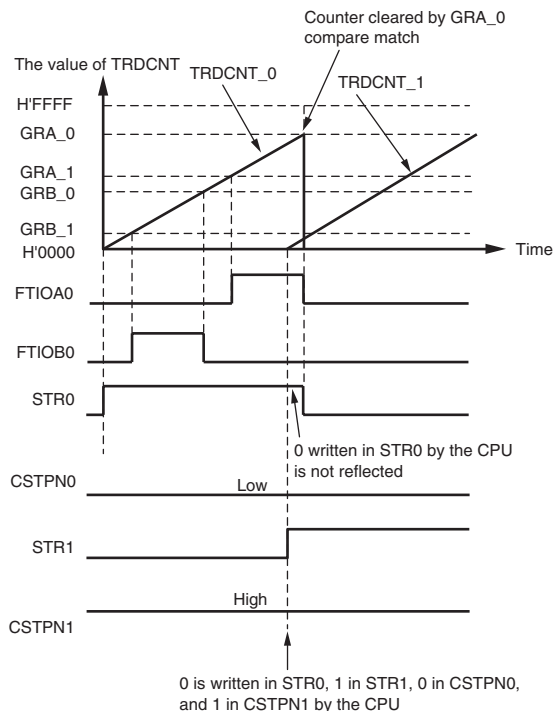 Counter cleared by GRA_0
compare match
The value of TRDCNT
TRDCNT_0
TRDCNT_1
H'FFFF
GRA_0
GRA_1
GRB_0
GRB_1
H'0000
Time
FTIOA0
FTIOB0
STR0
0 written in STR0 by the CPU
is not reflected
CSTPN0
Low
STR1
High
CSTPN1
0 is written in STR0, 1 in STR1, 0 in CSTPN0,
and 1 in CSTPN1 by the CPU